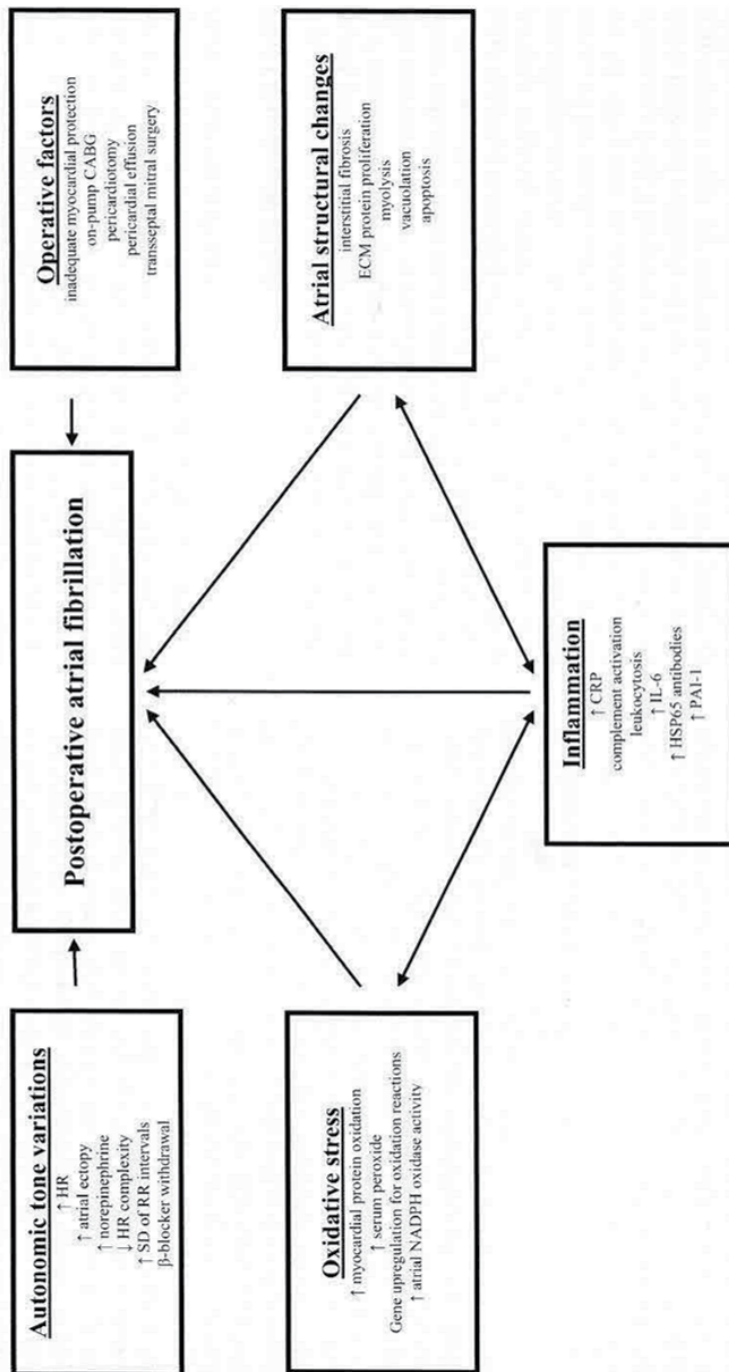 Autonomic tone variations
↑ HR
↑ atrial ectopy
↑ norepinephrine
↓ HR complexity
↑ SD of RR intervals
β-blocker withdrawal
Postoperative atrial fibrillation
Operative factors
inadequate myocardial protection
on-pump CABG
pericardiotomy
pericardial effusion
transseptal mitral surgery
Oxidative stress
↑ myocardial protein oxidation
↑ serum peroxide
Gene upregulation for oxidation reactions
↑ atrial NADPH oxidase activity
Atrial structural changes
interstitial fibrosis
ECM protein proliferation
myolysis
vacuolation
apoptosis
Inflammation
↑ CRP
complement activation
leukocytosis
↑ IL-6
↑ HSP65 antibodies
↑ PAI-1